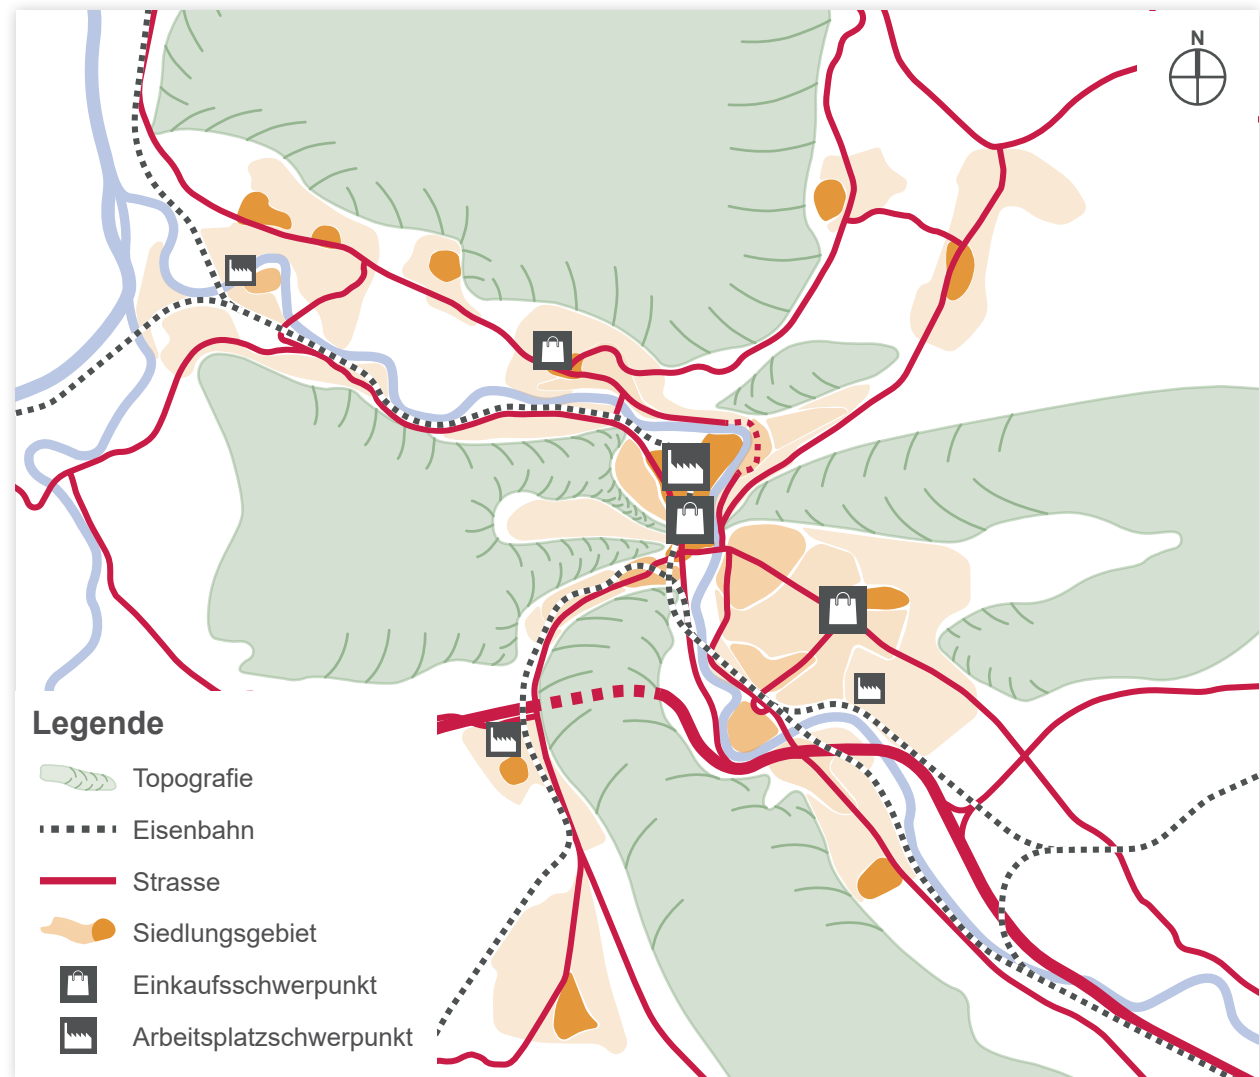 N
Legende
Topografie
Eisenbahn
Strasse
Siedlungsgebiet
Einkaufsschwerpunkt
Arbeitsplatzschwerpunkt